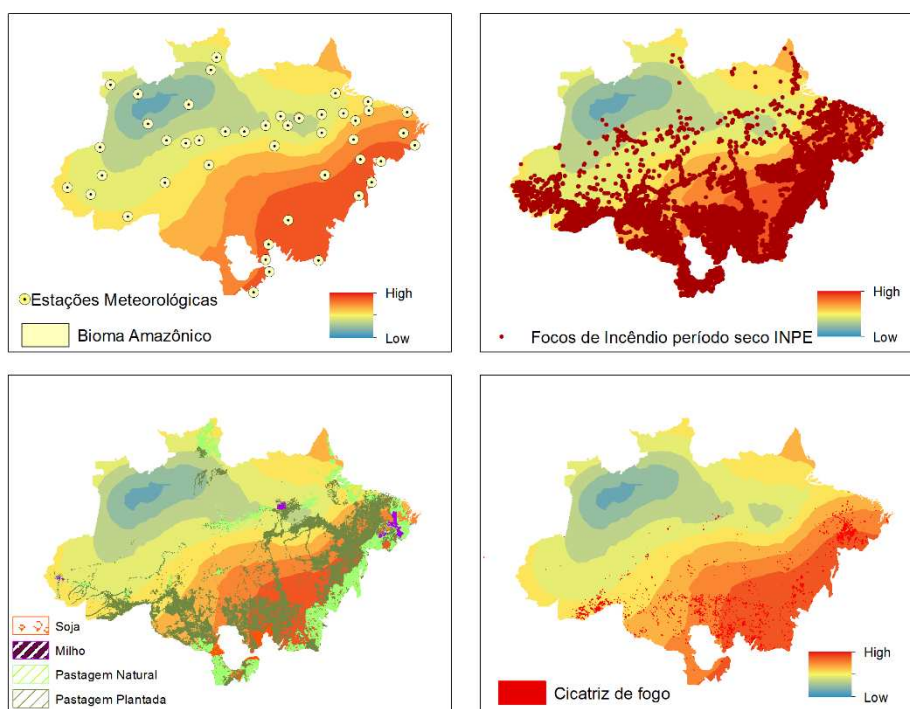 Estações Meteorológicas
Bioma Amazônico
High
Low
Focos de Incêndio período seco INPE
High
Low
Soja
Milho
Pastagem Natural
Pastagem Plantada
Cicatriz de fogo
High
Low